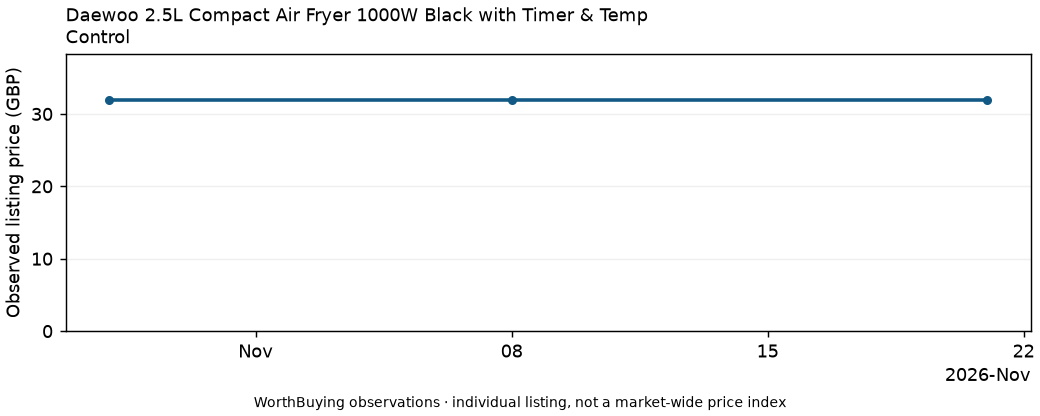 Daewoo 2.5L Compact Air Fryer 1000W Black with Timer & Temp
Control
Observed listing price (GBP)
30
20
10
0
Nov
08
15
22
2026-Nov
WorthBuying observations · individual listing, not a market-wide price index